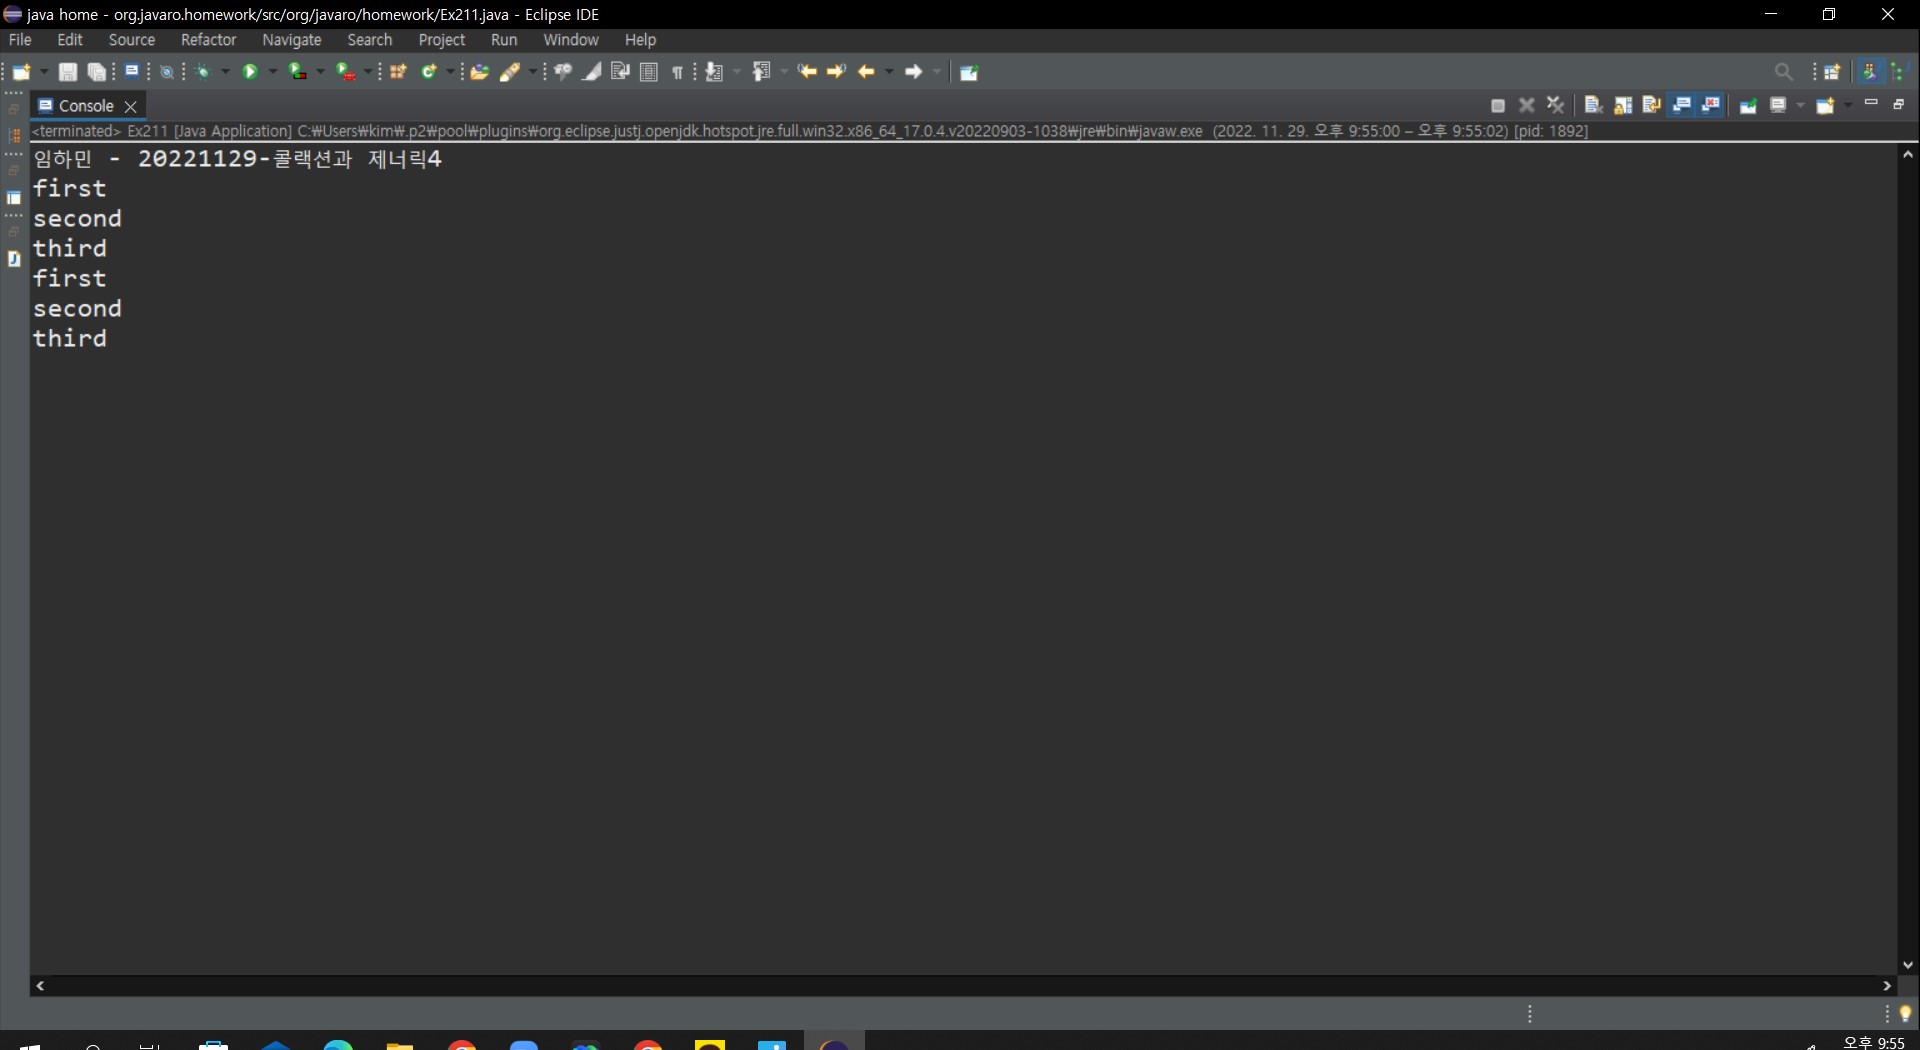 java home - org.javaro.homework/src/org/javaro/homework/Ex211.java - Eclipse IDE
File Edit Source Refactor Navigate Search Project Run Window Help
Console
<terminated> Ex211 [Java Application] C:₩Users₩kim₩.p2₩pool₩plugins₩org.eclipse.justj.openjdk.hotspot.jre.full.win32.x86_64_17.0.4.v20220903-1038₩jre₩bin₩javaw.exe (2022. 11. 29. 오후 9:55:00 – 오후 9:55:02) [pid: 1892]
임하민 - 20221129-콜랙션과 제너릭4
first
second
third
first
second
third
오후 9:55